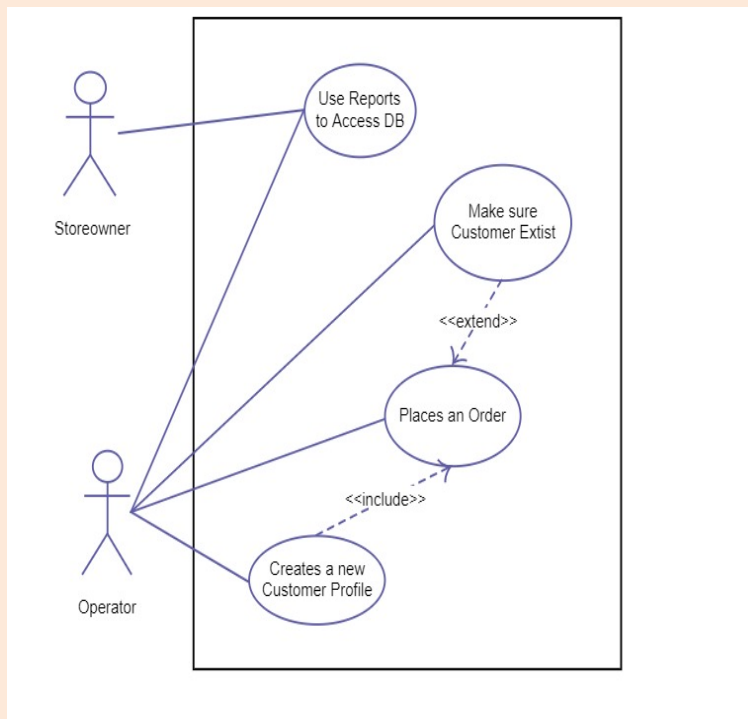 Use Reports
to Access DB
Storeowner
Make sure
Customer Extist
<<extend>>
Places an Order
<<include>>
Creates a new
Customer Profile
Operator